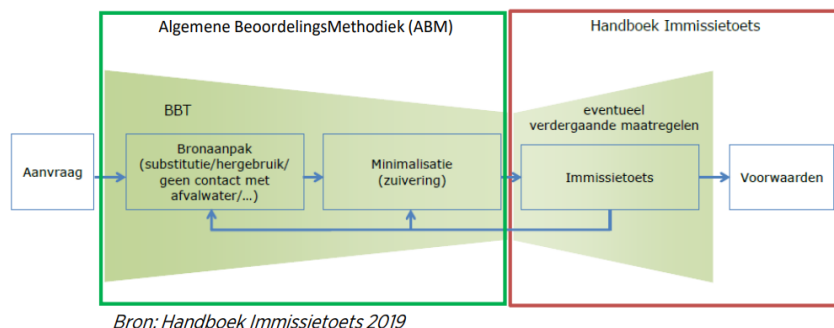 Algemene BeoordelingsMethodiek (ABM)
Handboek Immissietoets
BBT
eventueel
verdergaande maatregelen
Aanvraag
Bronaanpak
(substitutie/hergebruik/
geen contact met
afvalwater/...)
Minimalisatie
(zuivering)
Immissietoets
Voorwaarden
Bron: Handboek Immissietoets 2019